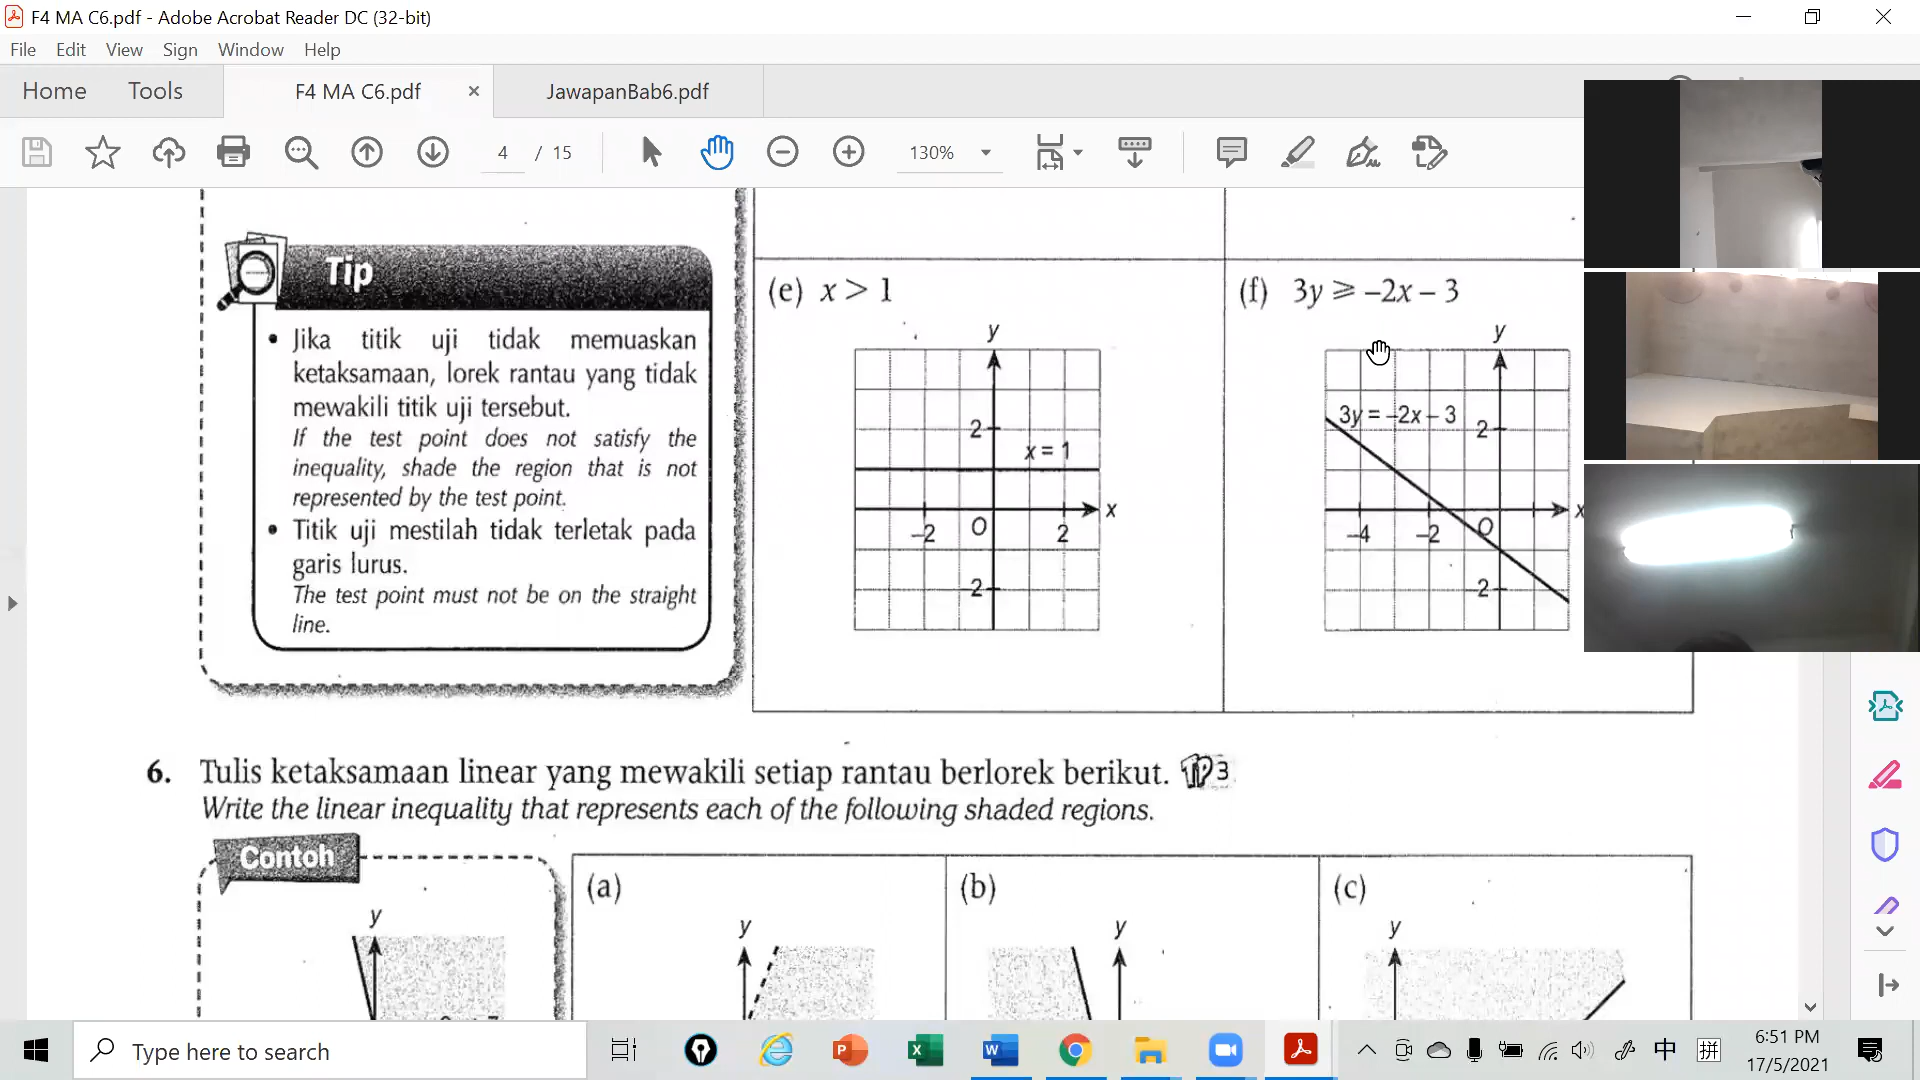 F4 MA C6.pdf - Adobe Acrobat Reader DC (32-bit)
File Edit View Sign Window Help
Home Tools F4 MA C6.pdf JawapanBab6.pdf
4 / 15 130%
Tip
• Jika titik uji tidak memuaskan
ketaksamaan, lorek rantau yang tidak
mewakili titik uji tersebut.
If the test point does not satisfy the
inequality, shade the region that is not
represented by the test point.
• Titik uji mestilah tidak terletak pada
garis lurus.
The test point must not be on the straight
line.
(e) x > 1
y
2
x = 1
x
-2 O 2
-2
(f) 3y ⩾ -2x - 3
y
3y = -2x - 3 2
x
-4 -2 O
2
6. Tulis ketaksamaan linear yang mewakili setiap rantau berlorek berikut. TP3
Write the linear inequality that represents each of the following shaded regions.
Contoh
y
(a)
y
(b)
y
(c)
y
Type here to search
中 拼
6:51 PM
17/5/2021